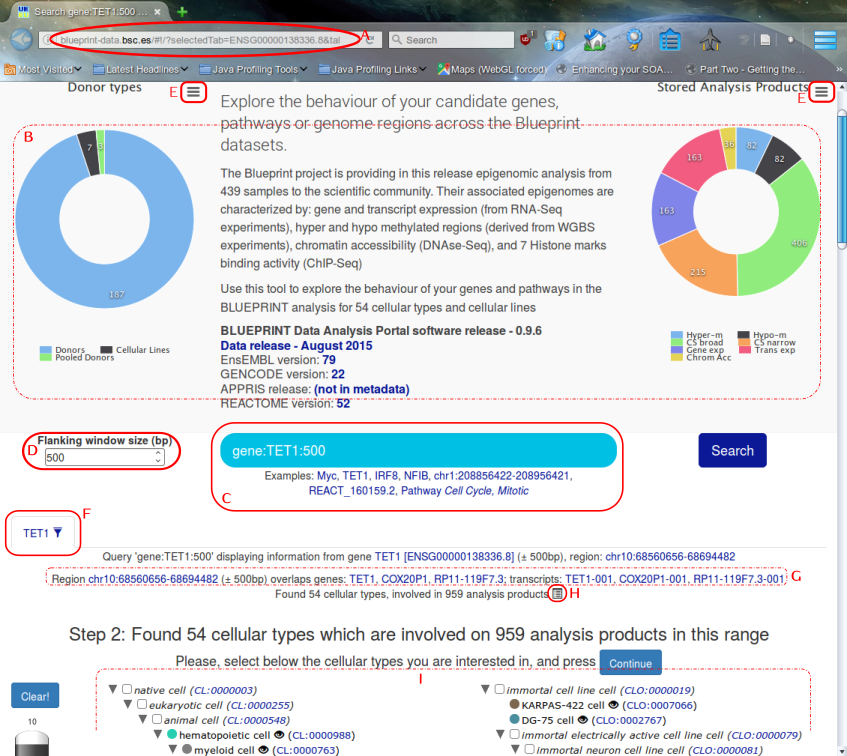 Search gene:TET1:500 ...
blueprint-data.bsc.es/#!/?selectedTab=ENSG00000138336.8&tal
A
Search
Most Visited
Latest Headlines
Java Profiling Tools
Java Profiling Links
Maps (WebGL forced)
Enhancing your SOA...
Part Two - Getting the...
Donor types
E
Stored Analysis Products
E
B
7
3
187
Donors
Cellular Lines
Pooled Donors
Explore the behaviour of your candidate genes,
pathways or genome regions across the Blueprint
datasets.
The Blueprint project is providing in this release epigenomic analysis from
439 samples to the scientific community. Their associated epigenomes are
characterized by: gene and transcript expression (from RNA-Seq
experiments), hyper and hypo methylated regions (derived from WGBS
experiments), chromatin accessibility (DNAse-Seq), and 7 Histone marks
binding activity (ChIP-Seq)
Use this tool to explore the behaviour of your genes and pathways in the
BLUEPRINT analysis for 54 cellular types and cellular lines
BLUEPRINT Data Analysis Portal software release - 0.9.6
Data release - August 2015
EnsEMBL version: 79
GENCODE version: 22
APPRIS release: (not in metadata)
REACTOME version: 52
36
82
82
163
163
406
215
Hyper-m
Hypo-m
CS broad
CS narrow
Gene exp
Trans exp
Chrom Acc
Flanking window size (bp)
D
500
gene:TET1:500
Search
Examples: Myc, TET1, IRF8, NFIB, chr1:208856422-208956421,
REACT_160159.2, Pathway Cell Cycle, Mitotic
C
F
TET1
Query 'gene:TET1:500' displaying information from gene TET1 [ENSG00000138336.8] (± 500bp), region: chr10:68560656-68694482
Region chr10:68560656-68694482 (± 500bp) overlaps genes: TET1, COX20P1, RP11-119F7.3; transcripts: TET1-001, COX20P1-001, RP11-119F7.3-001 G
Found 54 cellular types, involved in 959 analysis products H
Step 2: Found 54 cellular types which are involved on 959 analysis products in this range
Please, select below the cellular types you are interested in, and press Continue
I
Clear!
10
native cell (CL:0000003)
eukaryotic cell (CL:0000255)
animal cell (CL:0000548)
hematopoietic cell (CL:0000988)
myeloid cell (CL:0000763)
immortal cell line cell (CLO:0000019)
KARPAS-422 cell (CLO:0007066)
DG-75 cell (CLO:0002767)
immortal electrically active cell line cell (CLO:0000079)
immortal neuron cell line cell (CLO:0000081)